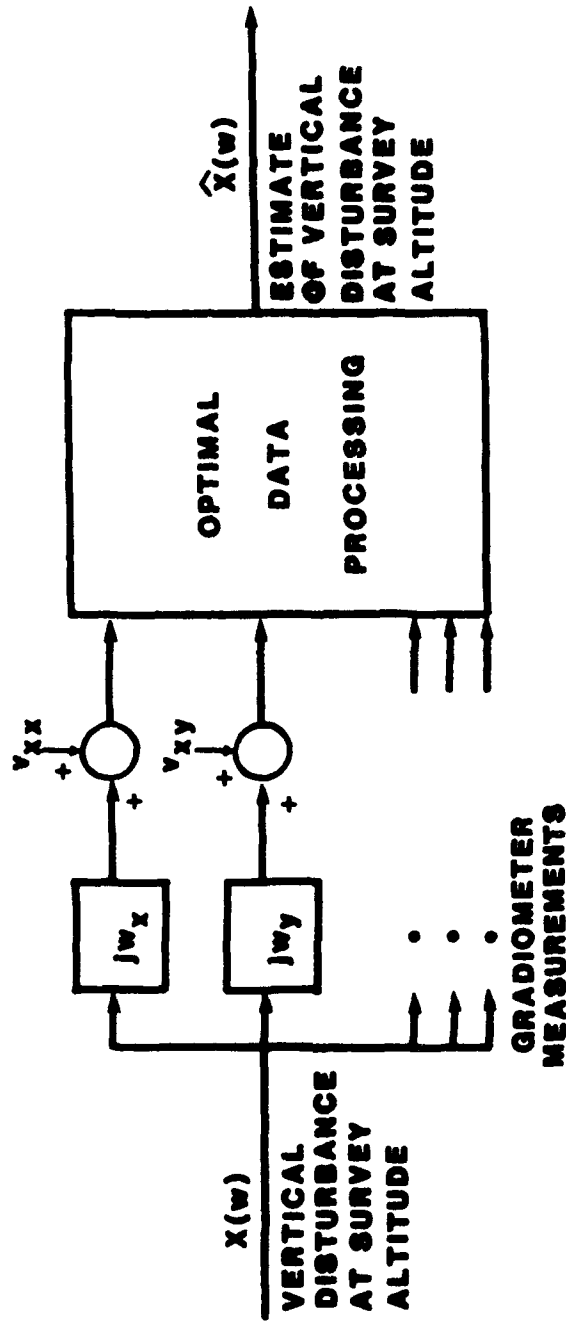 X(w)
VERTICAL
DISTURBANCE
AT SURVEY
ALTITUDE
jw_x
jw_y
GRADIOMETER
MEASUREMENTS
v_xx
+
+
v_xy
+
+
OPTIMAL
DATA
PROCESSING
X̂(w)
ESTIMATE
OF VERTICAL
DISTURBANCE
AT SURVEY
ALTITUDE